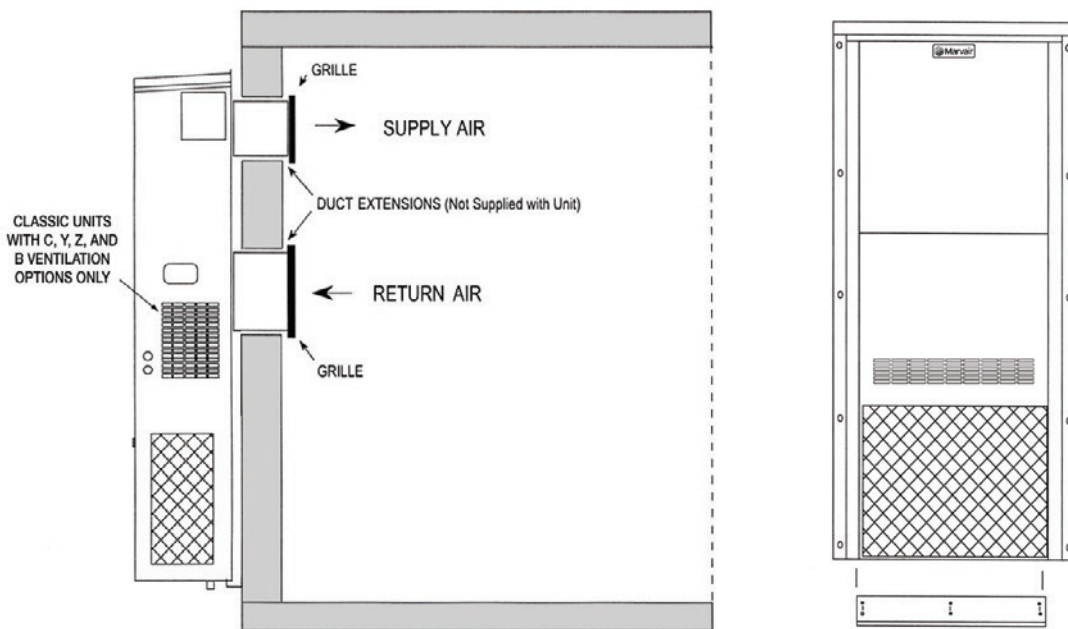 GRILLE
SUPPLY AIR
DUCT EXTENSIONS (Not Supplied with Unit)
CLASSIC UNITS
WITH C, Y, Z, AND
B VENTILATION
OPTIONS ONLY
RETURN AIR
GRILLE
Marvair